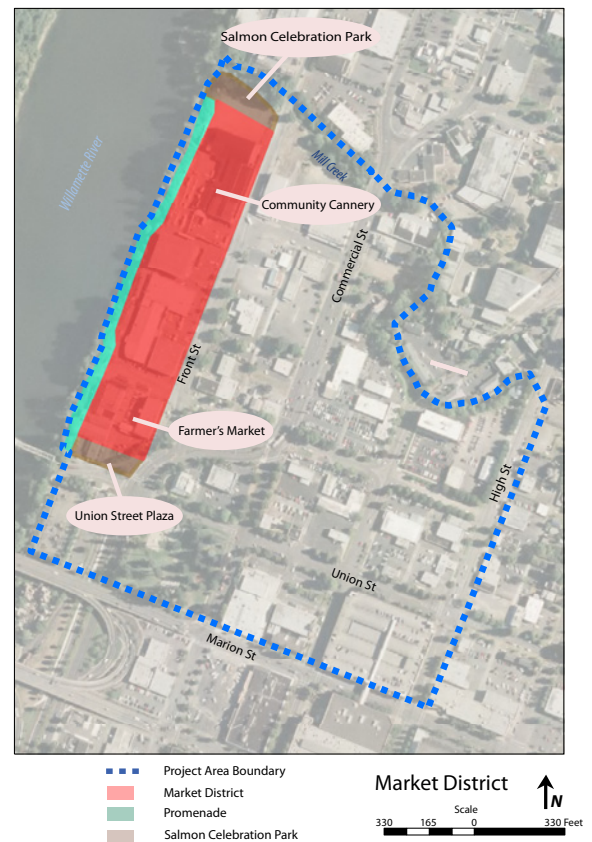 Salmon Celebration Park
Willamette River
Mill Creek
Community Cannery
Commercial St
Front St
Farmer's Market
High St
Union Street Plaza
Union St
Marion St
Project Area Boundary
Market District
Promenade
Salmon Celebration Park
Market District
N
Scale
330 165 0 330 Feet